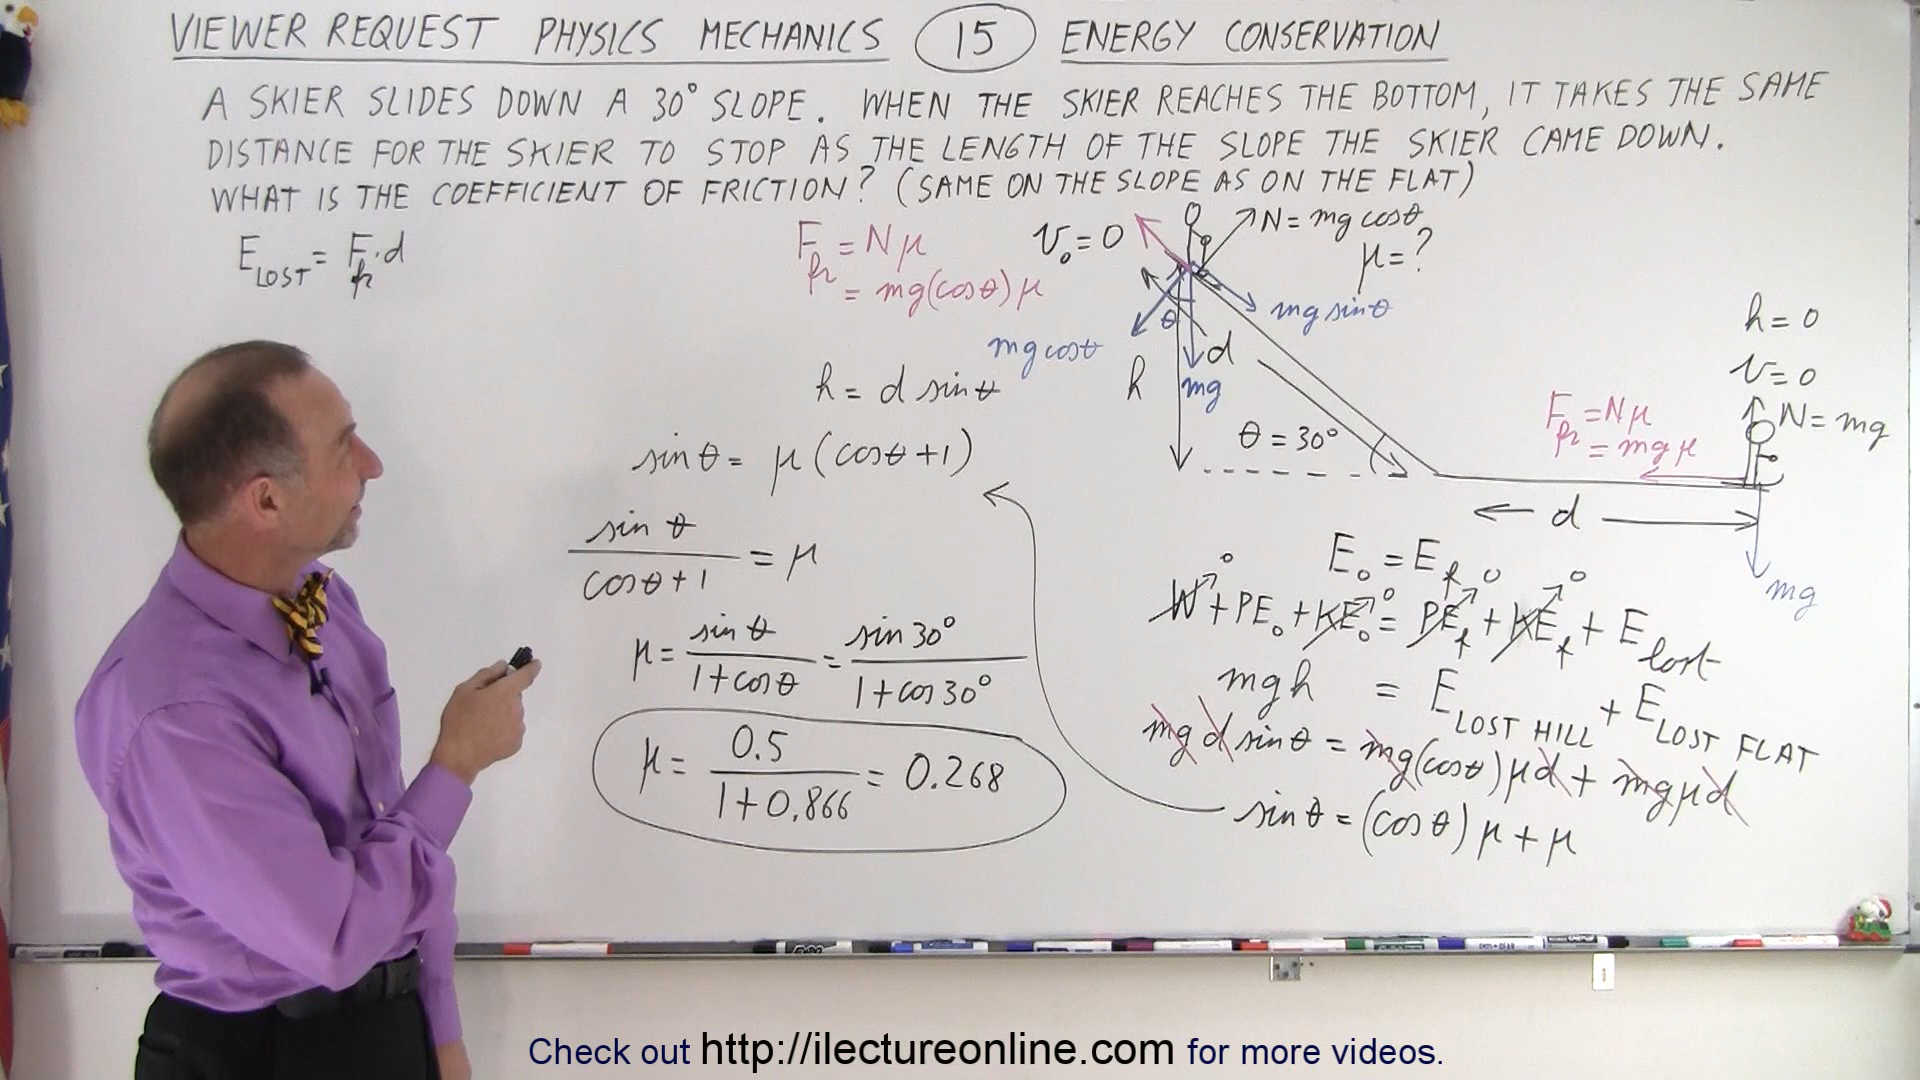 VIEWER REQUEST PHYSICS MECHANICS 15 ENERGY CONSERVATION
A SKIER SLIDES DOWN A 30° SLOPE. WHEN THE SKIER REACHES THE BOTTOM, IT TAKES THE SAME
DISTANCE FOR THE SKIER TO STOP AS THE LENGTH OF THE SLOPE THE SKIER CAME DOWN.
WHAT IS THE COEFFICIENT OF FRICTION? (SAME ON THE SLOPE AS ON THE FLAT)
E_LOST = F_fr · d
F_fr = Nμ
= mg(cosθ)μ
h = d sinθ
sinθ = μ(cosθ+1)
sinθ / cosθ+1 = μ
μ = sinθ / 1+cosθ = sin30° / 1+cos30°
μ = 0.5 / 1+0.866 = 0.268
v₀ = 0
N = mg cosθ
μ = ?
mg sinθ
mg cosθ
θ
d
h
mg
θ = 30°
h = 0
v = 0
N = mg
F_fr = Nμ
= mgμ
d
mg
E₀ = E_f
W→0 + PE₀ + KE₀→0 = PE_f→0 + KE_f→0 + E_lost
mgh = E_LOST HILL + E_LOST FLAT
mg d sinθ = mg(cosθ)μd + mgμd
sinθ = (cosθ)μ + μ
Check out http://ilectureonline.com for more videos.